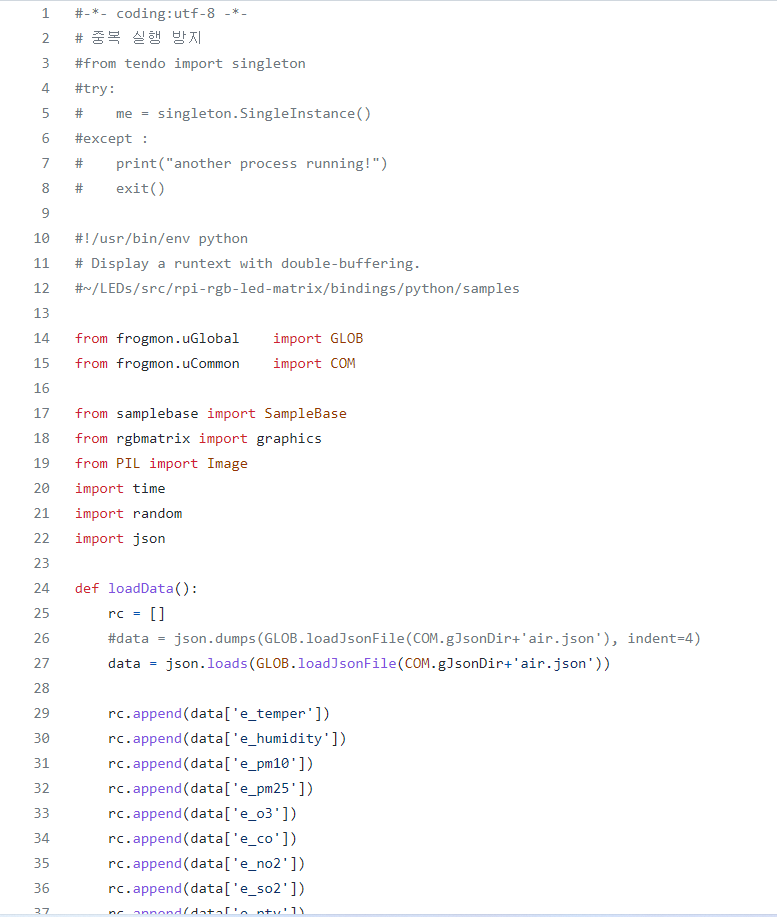 1 #-*- coding:utf-8 -*-
2 # 중복 실행 방지
3 #from tendo import singleton
4 #try:
5 #    me = singleton.SingleInstance()
6 #except :
7 #    print("another process running!")
8 #    exit()
9
10 #!/usr/bin/env python
11 # Display a runtext with double-buffering.
12 #~/LEDs/src/rpi-rgb-led-matrix/bindings/python/samples
13
14 from frogmon.uGlobal    import GLOB
15 from frogmon.uCommon    import COM
16
17 from samplebase import SampleBase
18 from rgbmatrix import graphics
19 from PIL import Image
20 import time
21 import random
22 import json
23
24 def loadData():
25     rc = []
26     #data = json.dumps(GLOB.loadJsonFile(COM.gJsonDir+'air.json'), indent=4)
27     data = json.loads(GLOB.loadJsonFile(COM.gJsonDir+'air.json'))
28
29     rc.append(data['e_temper'])
30     rc.append(data['e_humidity'])
31     rc.append(data['e_pm10'])
32     rc.append(data['e_pm25'])
33     rc.append(data['e_o3'])
34     rc.append(data['e_co'])
35     rc.append(data['e_no2'])
36     rc.append(data['e_so2'])
37     rc.append(data['e_pty'])